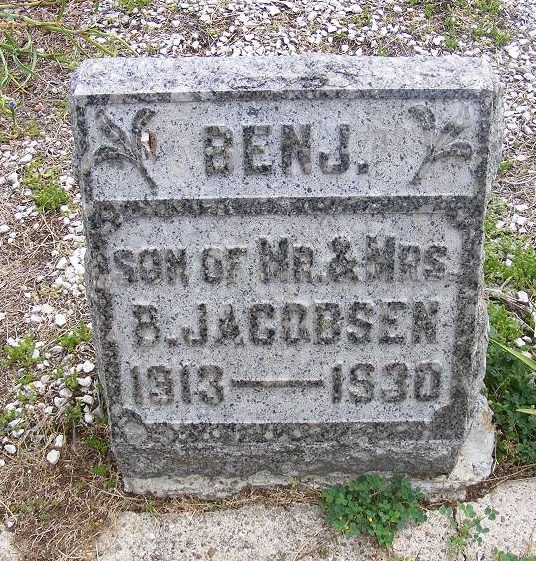 BENJ.
SON OF MR. & MRS.
B. JACOBSEN
1913 — 1930